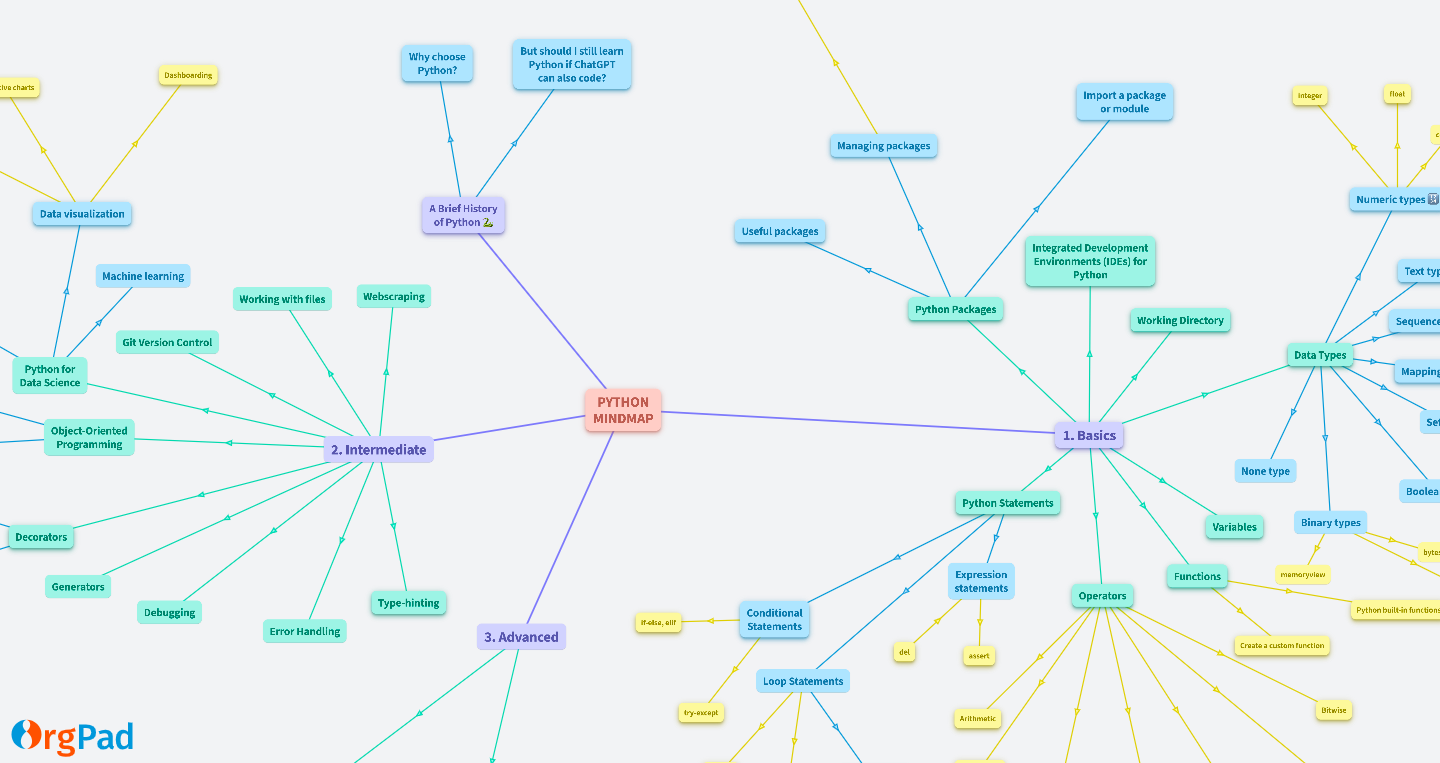 Why choose
Python?
But should I still learn
Python if ChatGPT
can also code?
Dashboarding
charts
Data visualization
A Brief History
of Python
Machine learning
Working with files
Webscraping
Git Version Control
Python for
Data Science
Object-Oriented
Programming
2. Intermediate
Decorators
Generators
Debugging
Error Handling
Type-hinting
PYTHON
MINDMAP
3. Advanced
Import a package
or module
Managing packages
Useful packages
Integrated Development
Environments (IDEs) for
Python
Python Packages
Working Directory
1. Basics
integer
float
Numeric types
Text
Sequence
Data Types
Mapping
None type
Binary types
memoryview
Python Statements
Variables
Expression
statements
Functions
Operators
Conditional
Statements
if-else, elif
del
assert
Python built-in functions
Create a custom function
Loop Statements
try-except
Arithmetic
Bitwise
OrgPad